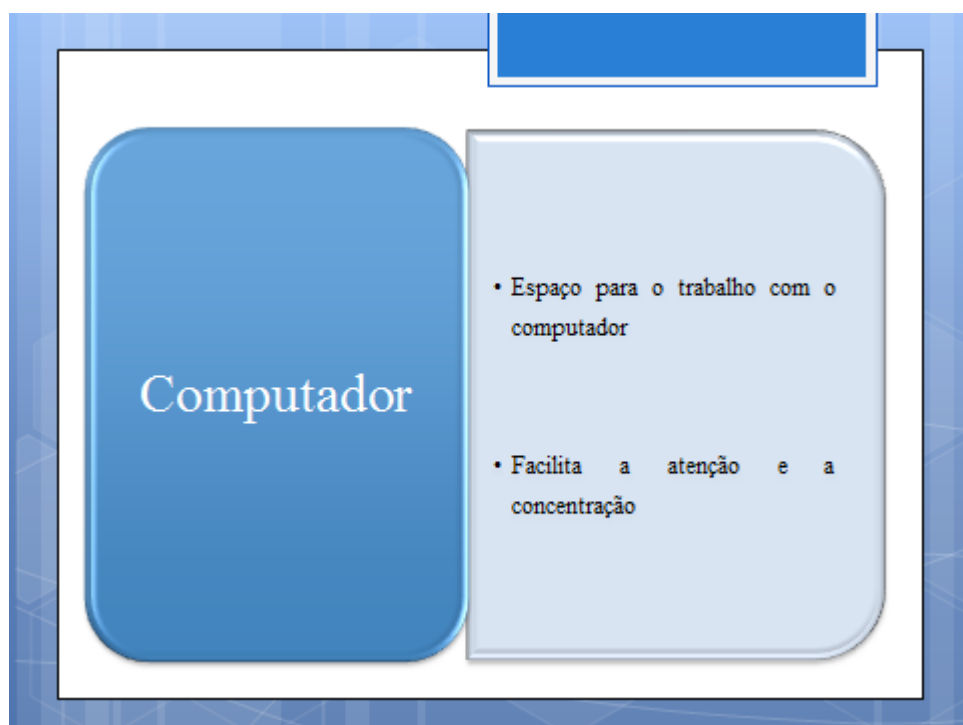 Computador
• Espaço para o trabalho com o
computador
• Facilita a atenção e a
concentração